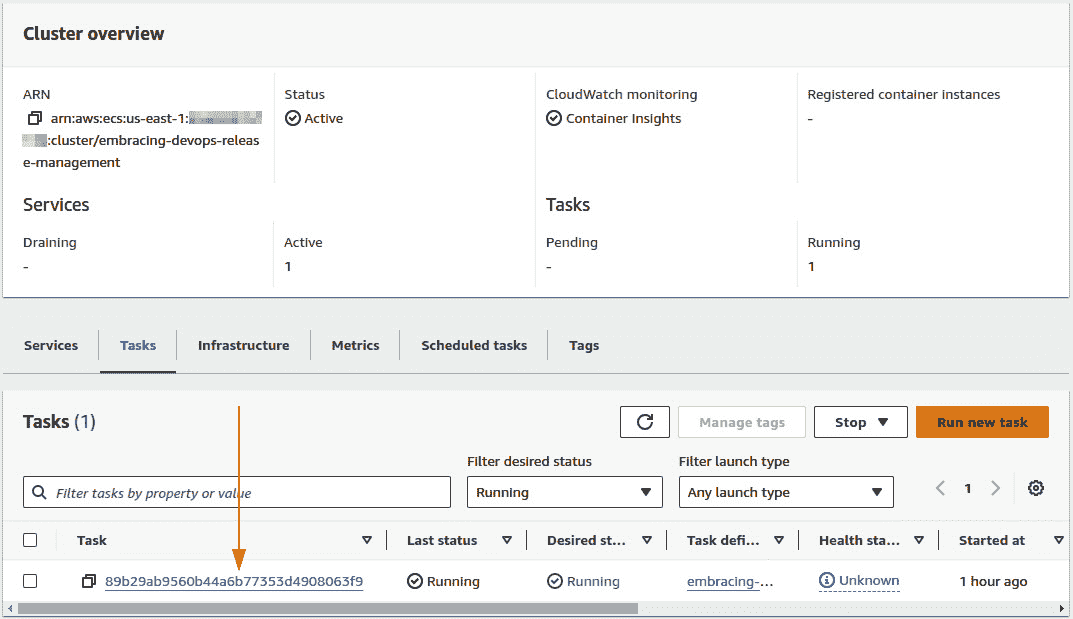 Cluster overview
ARN
Status
CloudWatch monitoring
Registered container instances
arn:aws:ecs:us-east-1:
:cluster/embracing-devops-releas
e-management
Active
Container Insights
-
Services
Tasks
Draining
Active
Pending
Running
-
1
-
1
Services
Tasks
Infrastructure
Metrics
Scheduled tasks
Tags
Tasks (1)
Manage tags
Stop
Run new task
Filter desired status
Filter launch type
Filter tasks by property or value
Running
Any launch type
1
Task
Last status
Desired st...
Task defi...
Health sta...
Started at
89b29ab9560b44a6b77353d4908063f9
Running
Running
embracing-...
Unknown
1 hour ago